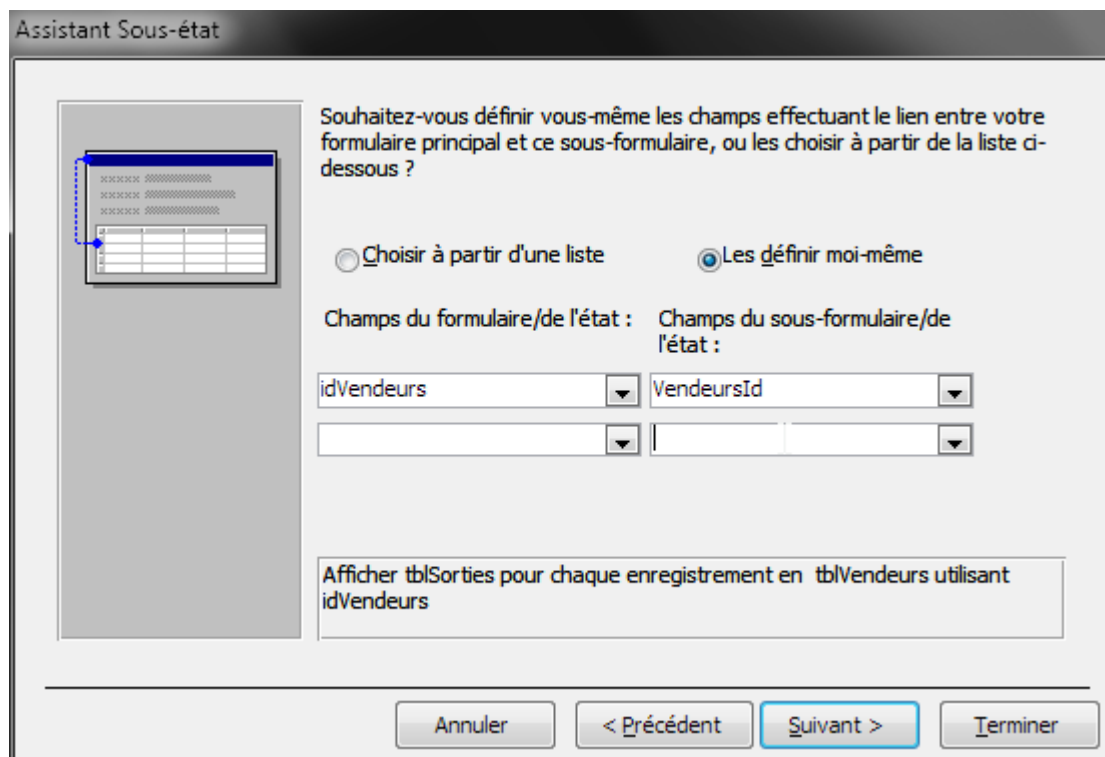 Assistant Sous-état
Souhaitez-vous définir vous-même les champs effectuant le lien entre votre
formulaire principal et ce sous-formulaire, ou les choisir à partir de la liste ci-
dessous ?
Choisir à partir d'une liste
Les définir moi-même
Champs du formulaire/de l'état :
Champs du sous-formulaire/de
l'état :
idVendeurs
VendeursId
Afficher tblSorties pour chaque enregistrement en  tblVendeurs utilisant
idVendeurs
Annuler
< Précédent
Suivant >
Terminer